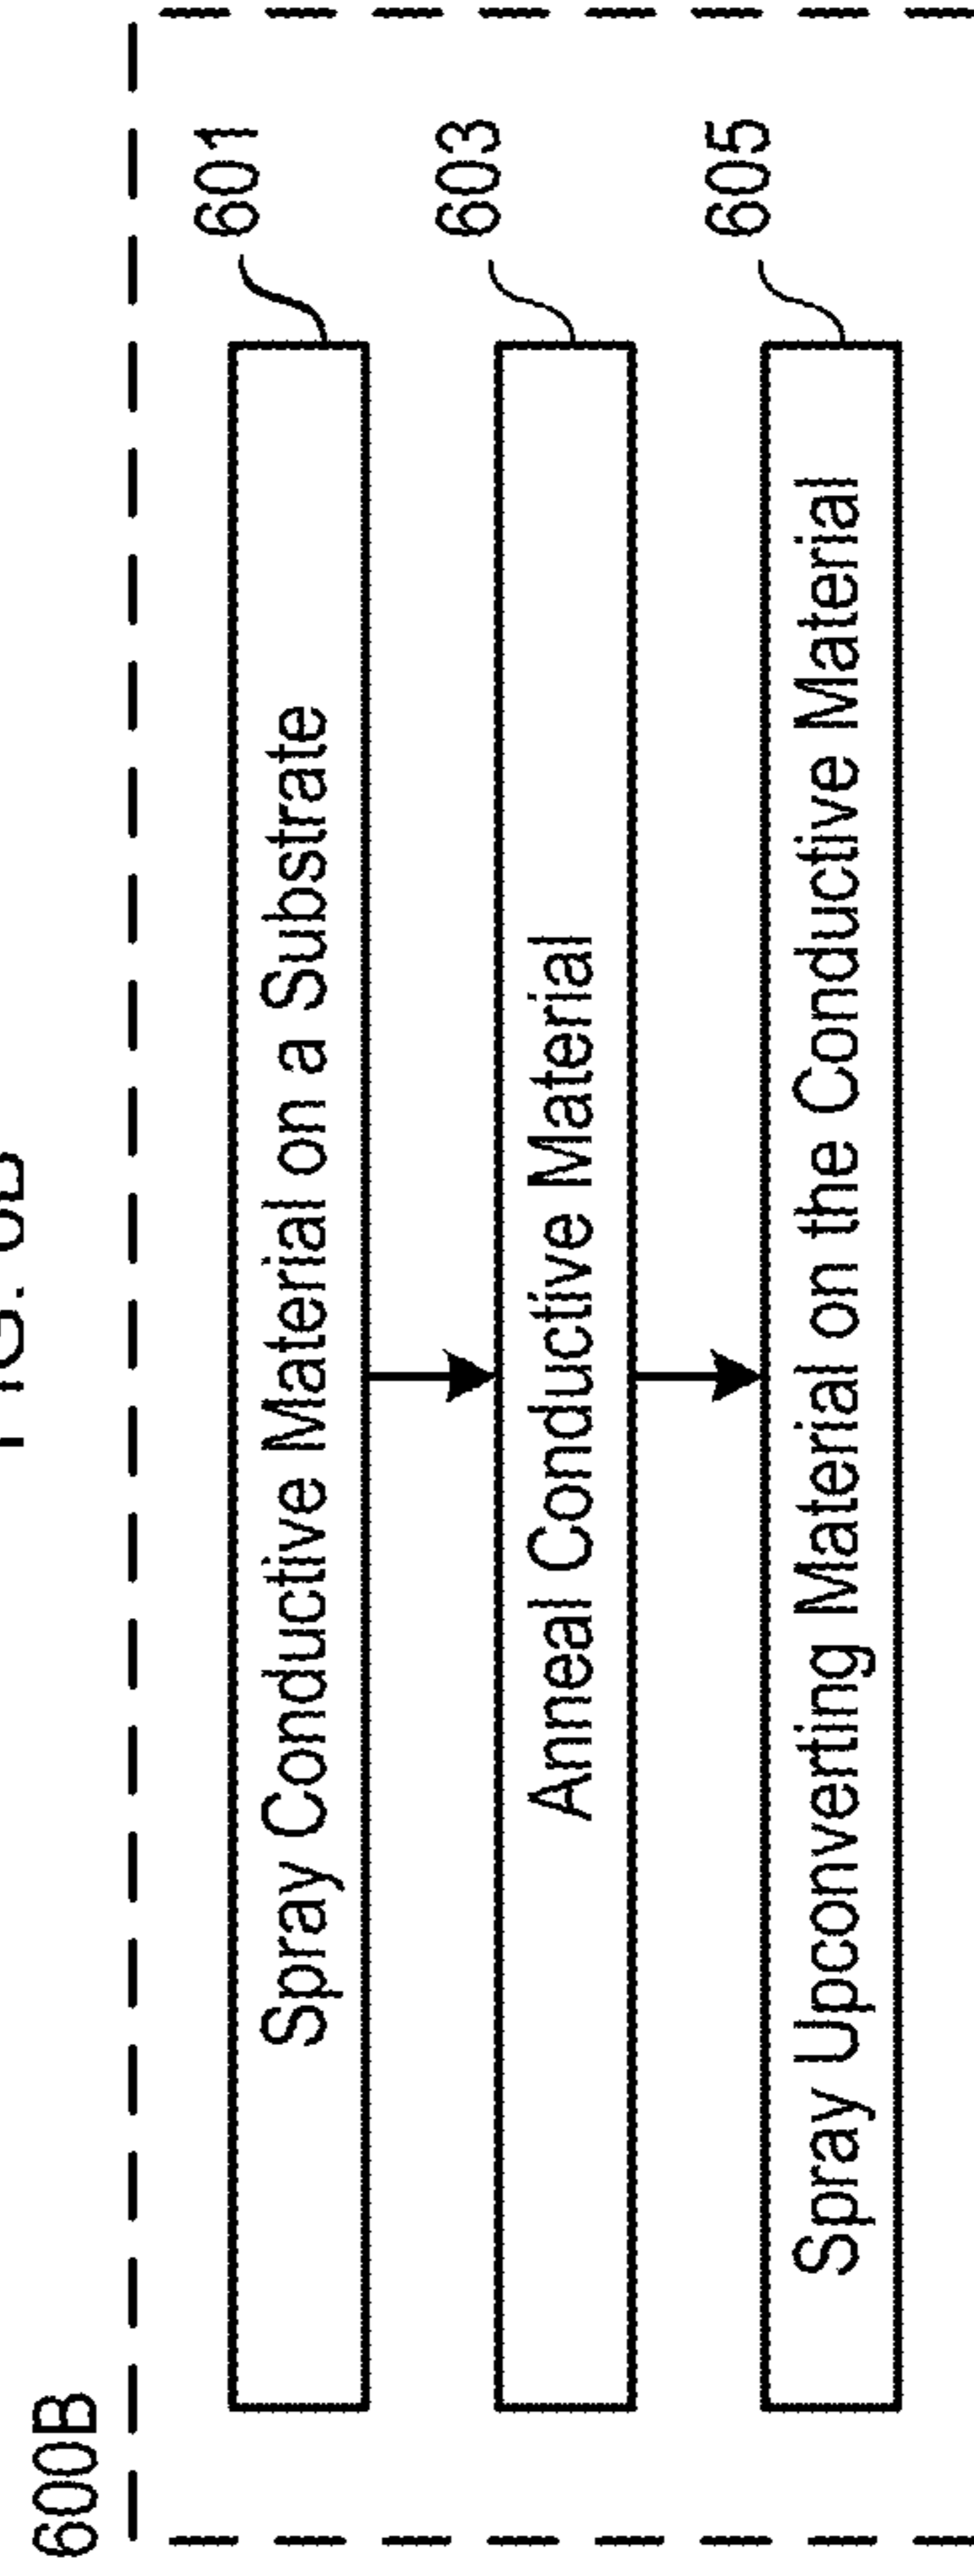 600B
Spray Conductive Material on a Substrate
601
Anneal Conductive Material
603
Spray Upconverting Material on the Conductive Material
605